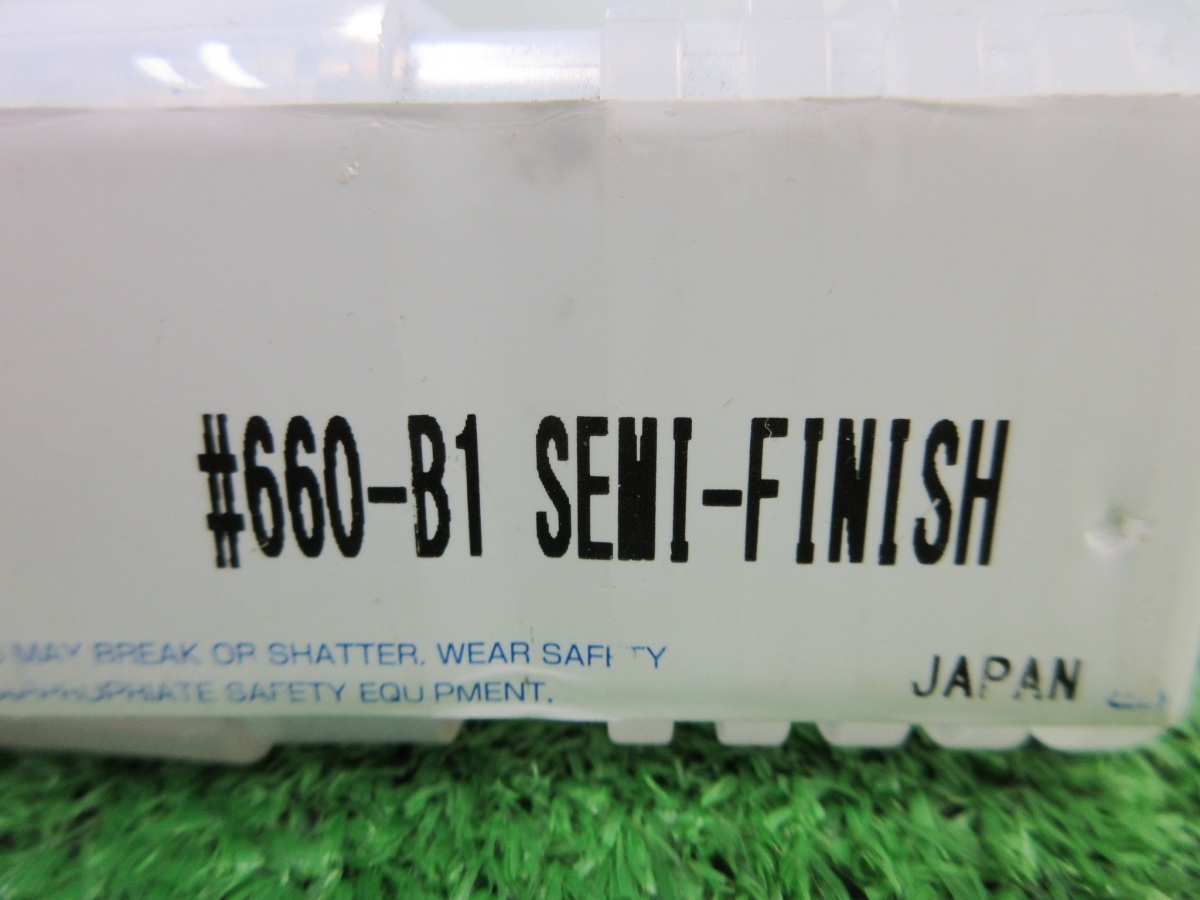 #660-B1 SEMI-FINISH
MAY BREAK OR SHATTER. WEAR SAFETY
APPROPRIATE SAFETY EQUIPMENT.
JAPAN